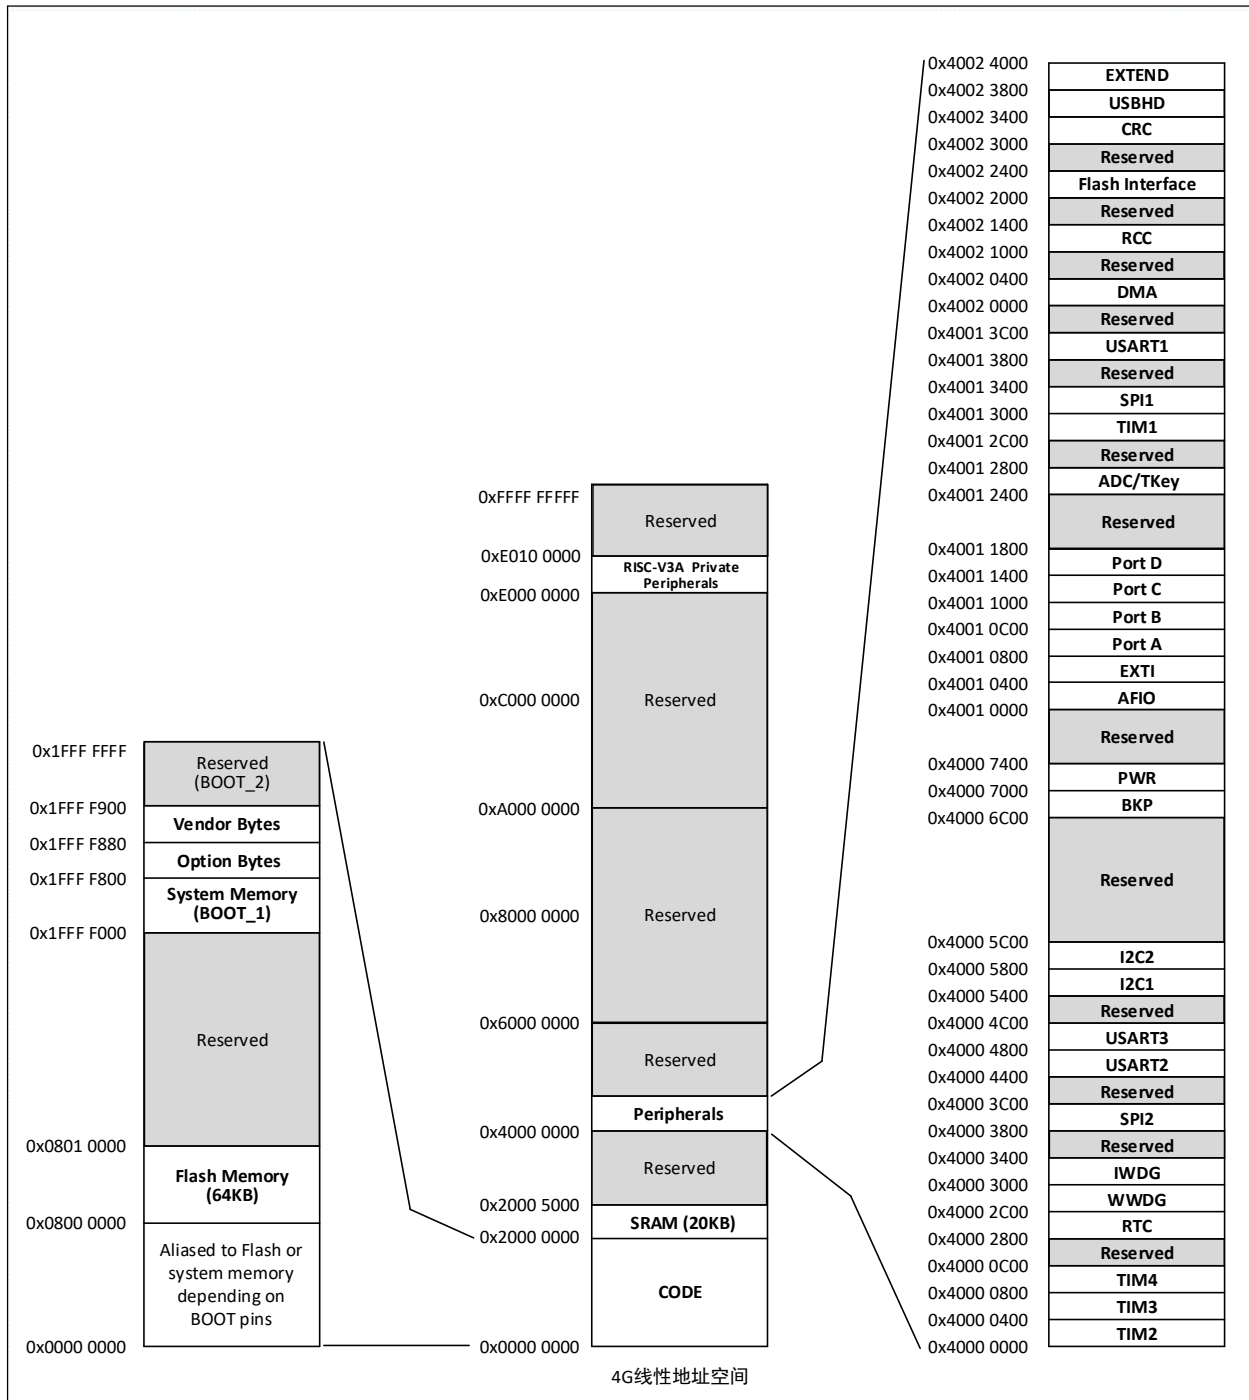 0x1FFF FFFF
Reserved
(BOOT_2)
0x1FFF F900
Vendor Bytes
0x1FFF F880
Option Bytes
0x1FFF F800
System Memory
(BOOT_1)
0x1FFF F000
Reserved
0x0801 0000
Flash Memory
(64KB)
0x0800 0000
Aliased to Flash or
system memory
depending on
BOOT pins
0x0000 0000
0xFFFF FFFFF
Reserved
0xE010 0000
RISC-V3A Private
Peripherals
0xE000 0000
Reserved
0xC000 0000
0xA000 0000
Reserved
0x8000 0000
0x6000 0000
Reserved
Peripherals
0x4000 0000
Reserved
0x2000 5000
SRAM (20KB)
0x2000 0000
CODE
0x0000 0000
4G线性地址空间
0x4002 4000
EXTEND
0x4002 3800
USBHD
0x4002 3400
CRC
0x4002 3000
Reserved
0x4002 2400
Flash Interface
0x4002 2000
Reserved
0x4002 1400
RCC
0x4002 1000
Reserved
0x4002 0400
DMA
0x4002 0000
Reserved
0x4001 3C00
USART1
0x4001 3800
Reserved
0x4001 3400
SPI1
0x4001 3000
TIM1
0x4001 2C00
Reserved
0x4001 2800
ADC/TKey
0x4001 2400
Reserved
0x4001 1800
Port D
0x4001 1400
Port C
0x4001 1000
Port B
0x4001 0C00
Port A
0x4001 0800
EXTI
0x4001 0400
AFIO
0x4001 0000
Reserved
0x4000 7400
PWR
0x4000 7000
BKP
0x4000 6C00
Reserved
0x4000 5C00
I2C2
0x4000 5800
I2C1
0x4000 5400
Reserved
0x4000 4C00
USART3
0x4000 4800
USART2
0x4000 4400
Reserved
0x4000 3C00
SPI2
0x4000 3800
Reserved
0x4000 3400
IWDG
0x4000 3000
WWDG
0x4000 2C00
RTC
0x4000 2800
Reserved
0x4000 0C00
TIM4
0x4000 0800
TIM3
0x4000 0400
TIM2
0x4000 0000